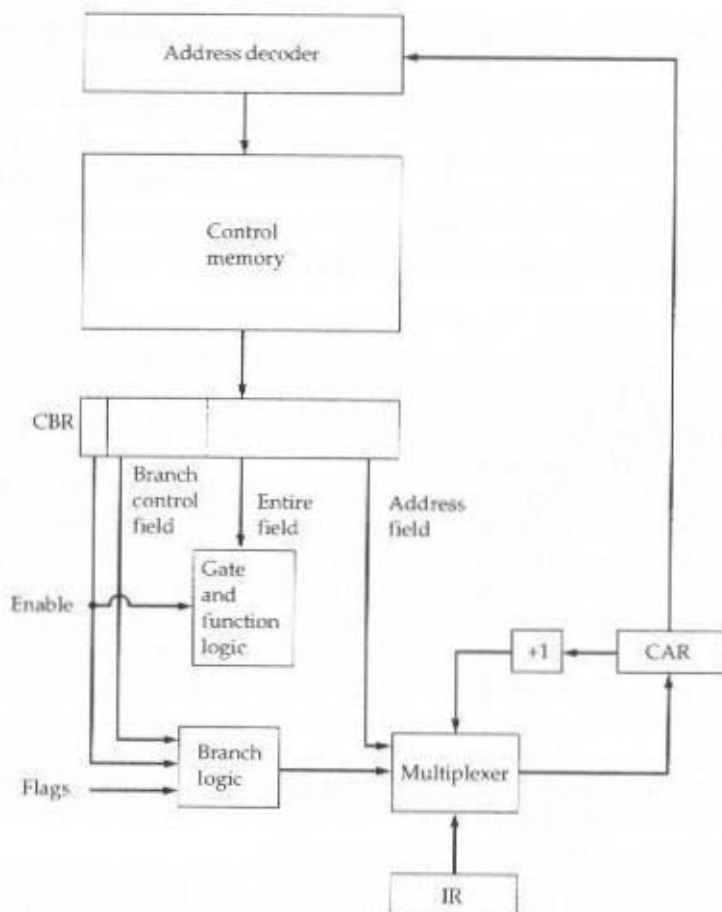 Address decoder
Control
memory
CBR
Branch
control
field
Entire
field
Address
field
Enable
Gate
and
function
logic
+1
CAR
Branch
logic
Multiplexer
Flags
IR